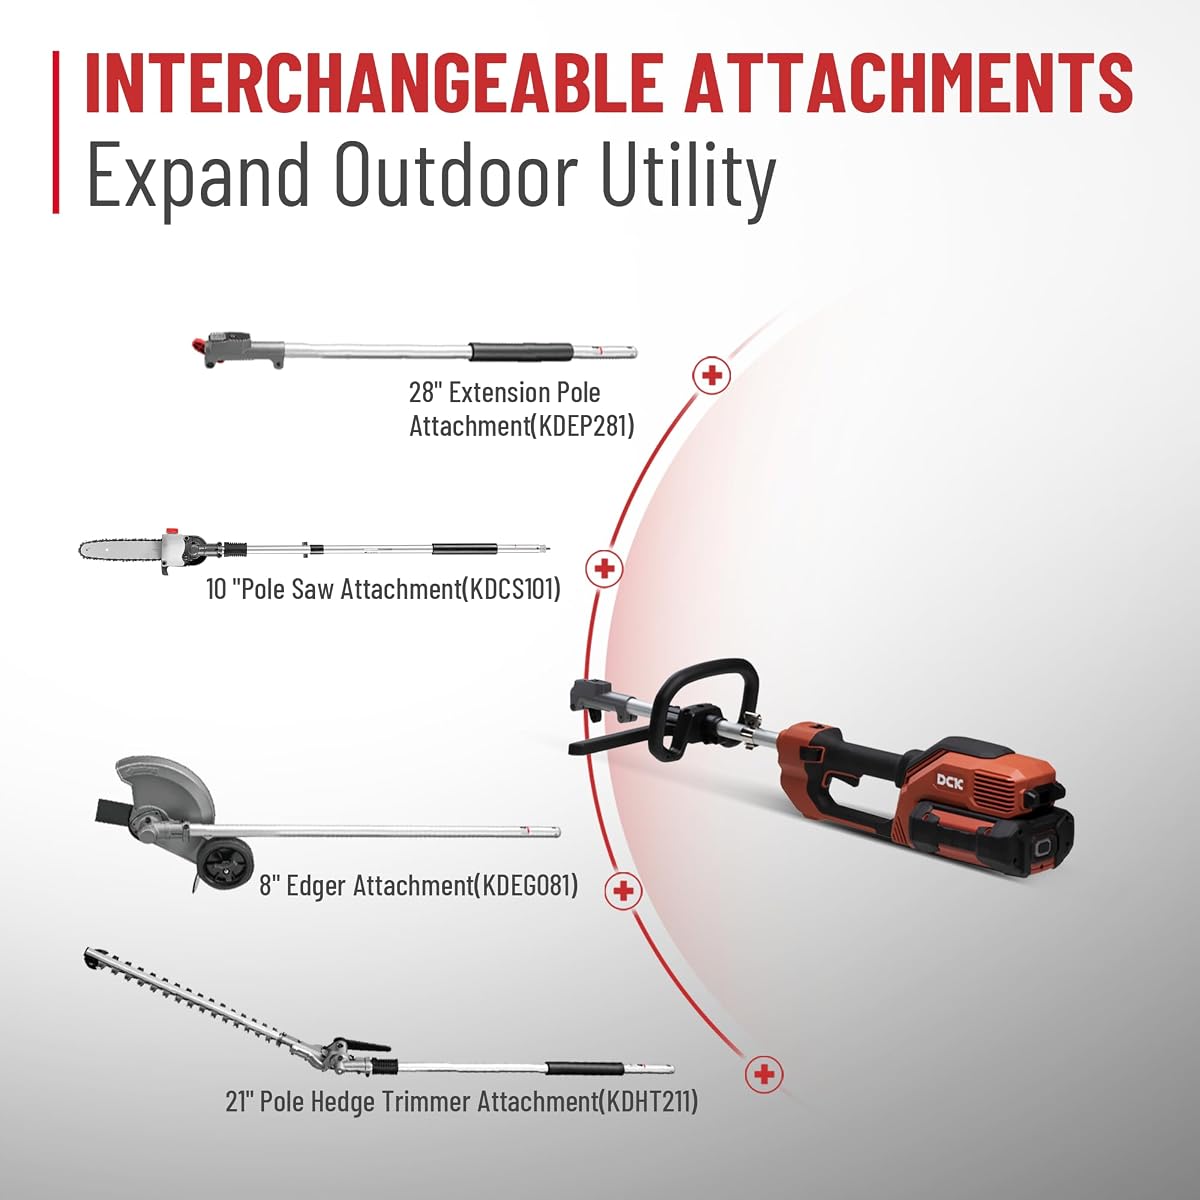 INTERCHANGEABLE ATTACHMENTS
Expand Outdoor Utility
28" Extension Pole
Attachment(KDEP281)
10 "Pole Saw Attachment(KDCS101)
DCK
8" Edger Attachment(KDEG081)
21" Pole Hedge Trimmer Attachment(KDHT211)